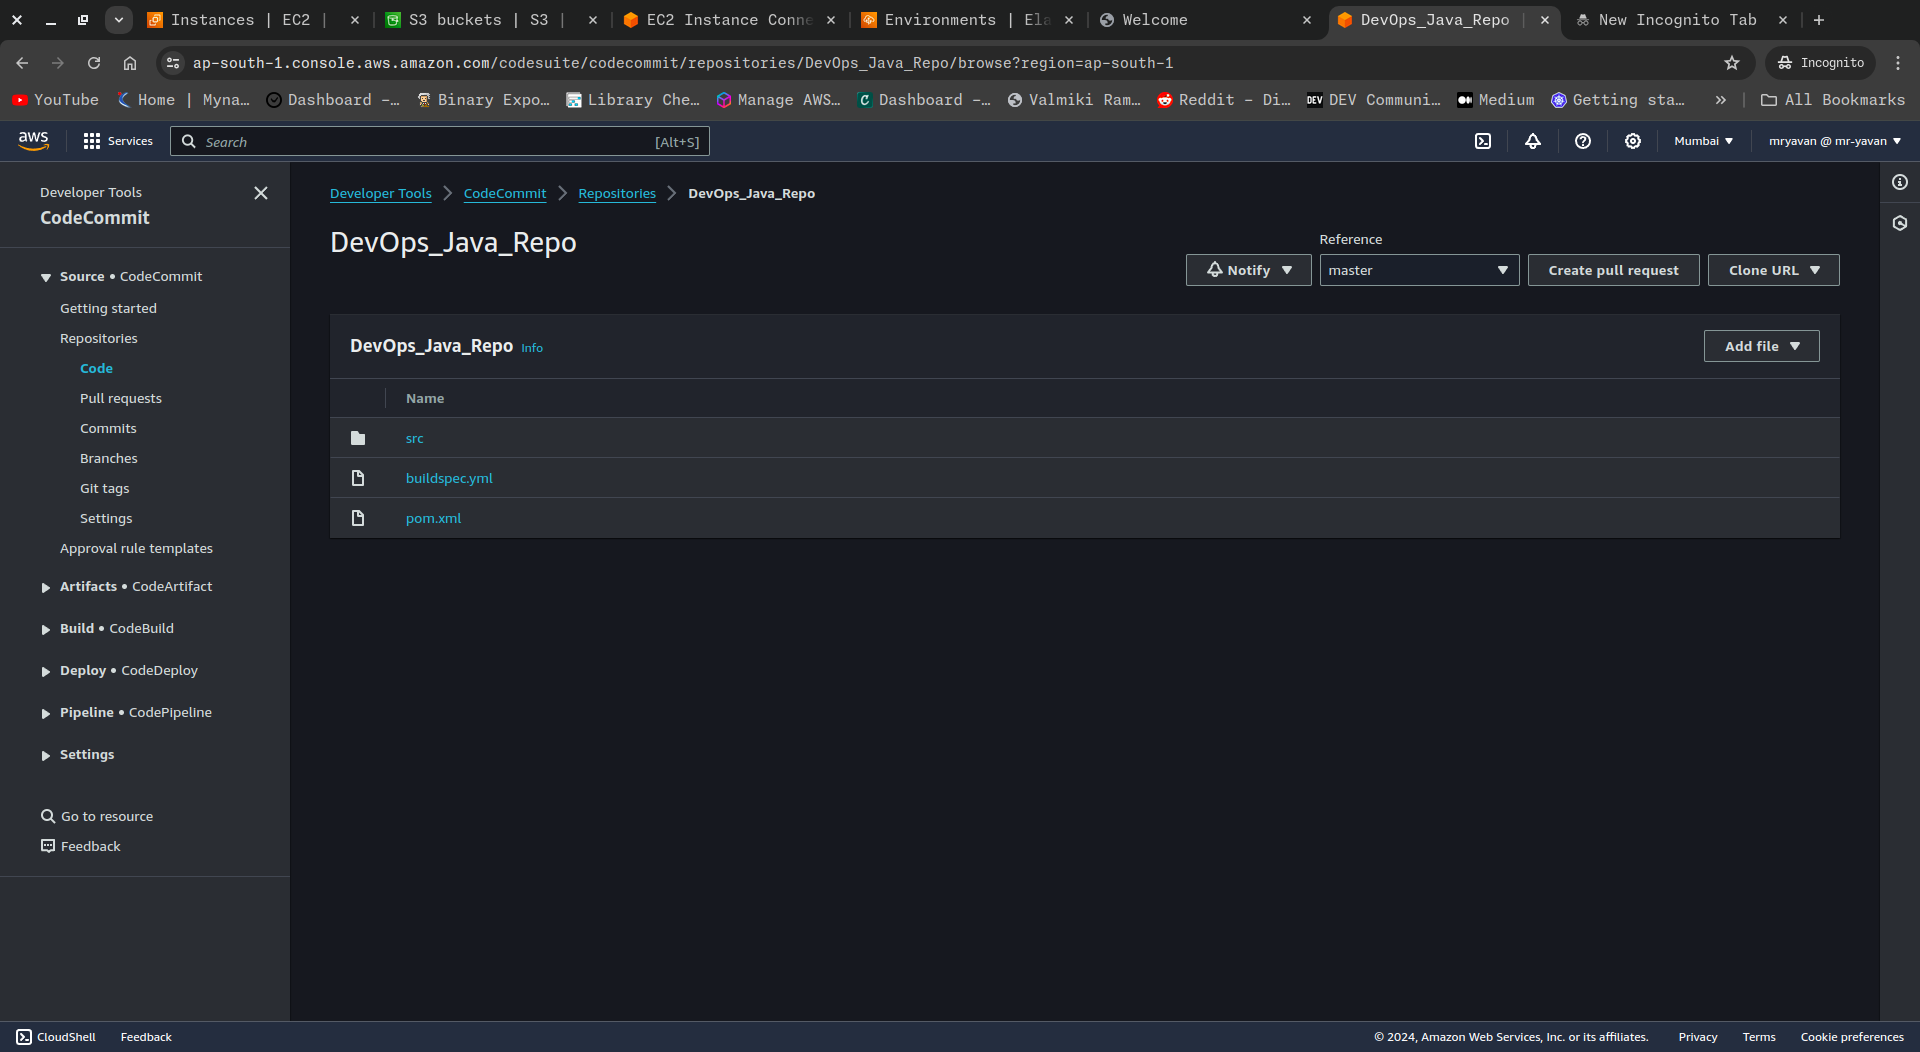 Instances | EC2 |
S3 buckets | S3 |
EC2 Instance Conne
Environments | Ela
Welcome
DevOps_Java_Repo |
New Incognito Tab
ap-south-1.console.aws.amazon.com/codesuite/codecommit/repositories/DevOps_Java_Repo/browse?region=ap-south-1
Incognito
YouTube
Home | Myna…
Dashboard -…
Binary Expo…
Library Che…
Manage AWS…
Dashboard -…
Valmiki Ram…
Reddit - Di…
DEV DEV Communi…
Medium
Getting sta…
All Bookmarks
aws
Services
Search
[Alt+S]
Mumbai
mryavan @ mr-yavan
Developer Tools
CodeCommit
Source • CodeCommit
Getting started
Repositories
Code
Pull requests
Commits
Branches
Git tags
Settings
Approval rule templates
Artifacts • CodeArtifact
Build • CodeBuild
Deploy • CodeDeploy
Pipeline • CodePipeline
Settings
Go to resource
Feedback
Developer Tools
CodeCommit
Repositories
DevOps_Java_Repo
DevOps_Java_Repo
Reference
Notify
master
Create pull request
Clone URL
DevOps_Java_Repo Info
Add file
Name
src
buildspec.yml
pom.xml
CloudShell
Feedback
© 2024, Amazon Web Services, Inc. or its affiliates.
Privacy
Terms
Cookie preferences